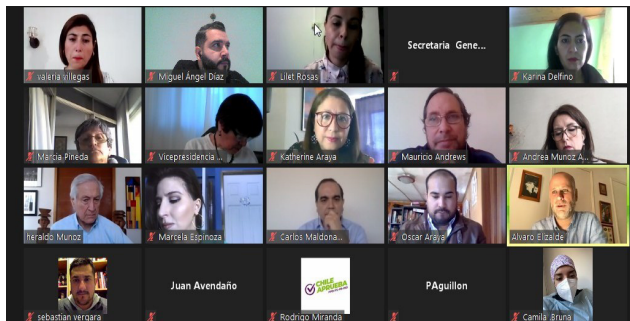 valeria villegas
Miguel Ángel Díaz
Lilet Rosas
Secretaria Gene...
Karina Delfino
Marcia Pineda
Vicepresidencia ...
Katherine Araya
Mauricio Andrews
Andrea Munoz A...
heraldo Muñoz
Marcela Espinoza
Carlos Maldona...
Oscar Araya
Alvaro Elizalde
sebastian vergara
Juan Avendaño
CHILE
APRUEBA
Rodrigo Miranda
PAguillon
Camila .Bruna